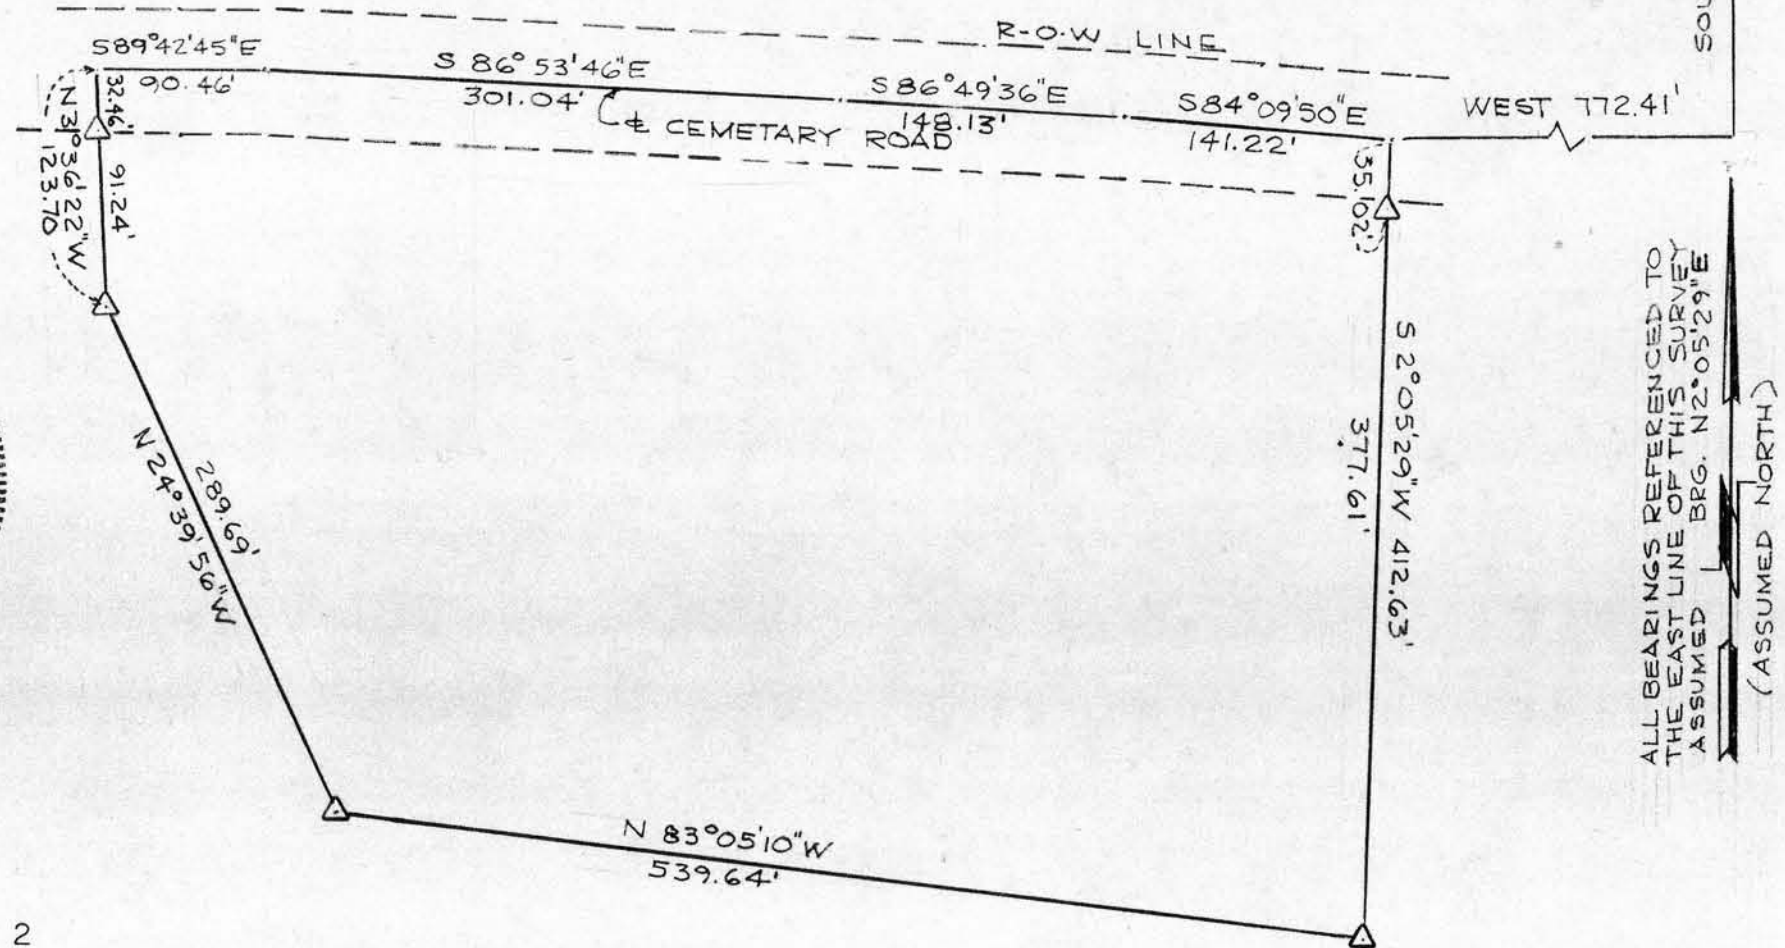 R-O-W LINE
SOU
S89°42'45"E
90.46'
S 86°53'46"E
301.04'
S86°49'36"E
148.13'
S84°09'50"E
141.22'
WEST 772.41'
℄ CEMETARY ROAD
32.46'
N 3°36'22"W
123.70
91.24'
35.02'
S 2°05'29"W 412.63'
377.61'
289.69'
N 24°39'56"W
N 83°05'10"W
539.64'
ALL BEARINGS REFERENCED TO
THE EAST LINE OF THIS SURVEY
ASSUMED BRG. N2°05'29"E
(ASSUMED NORTH)
2